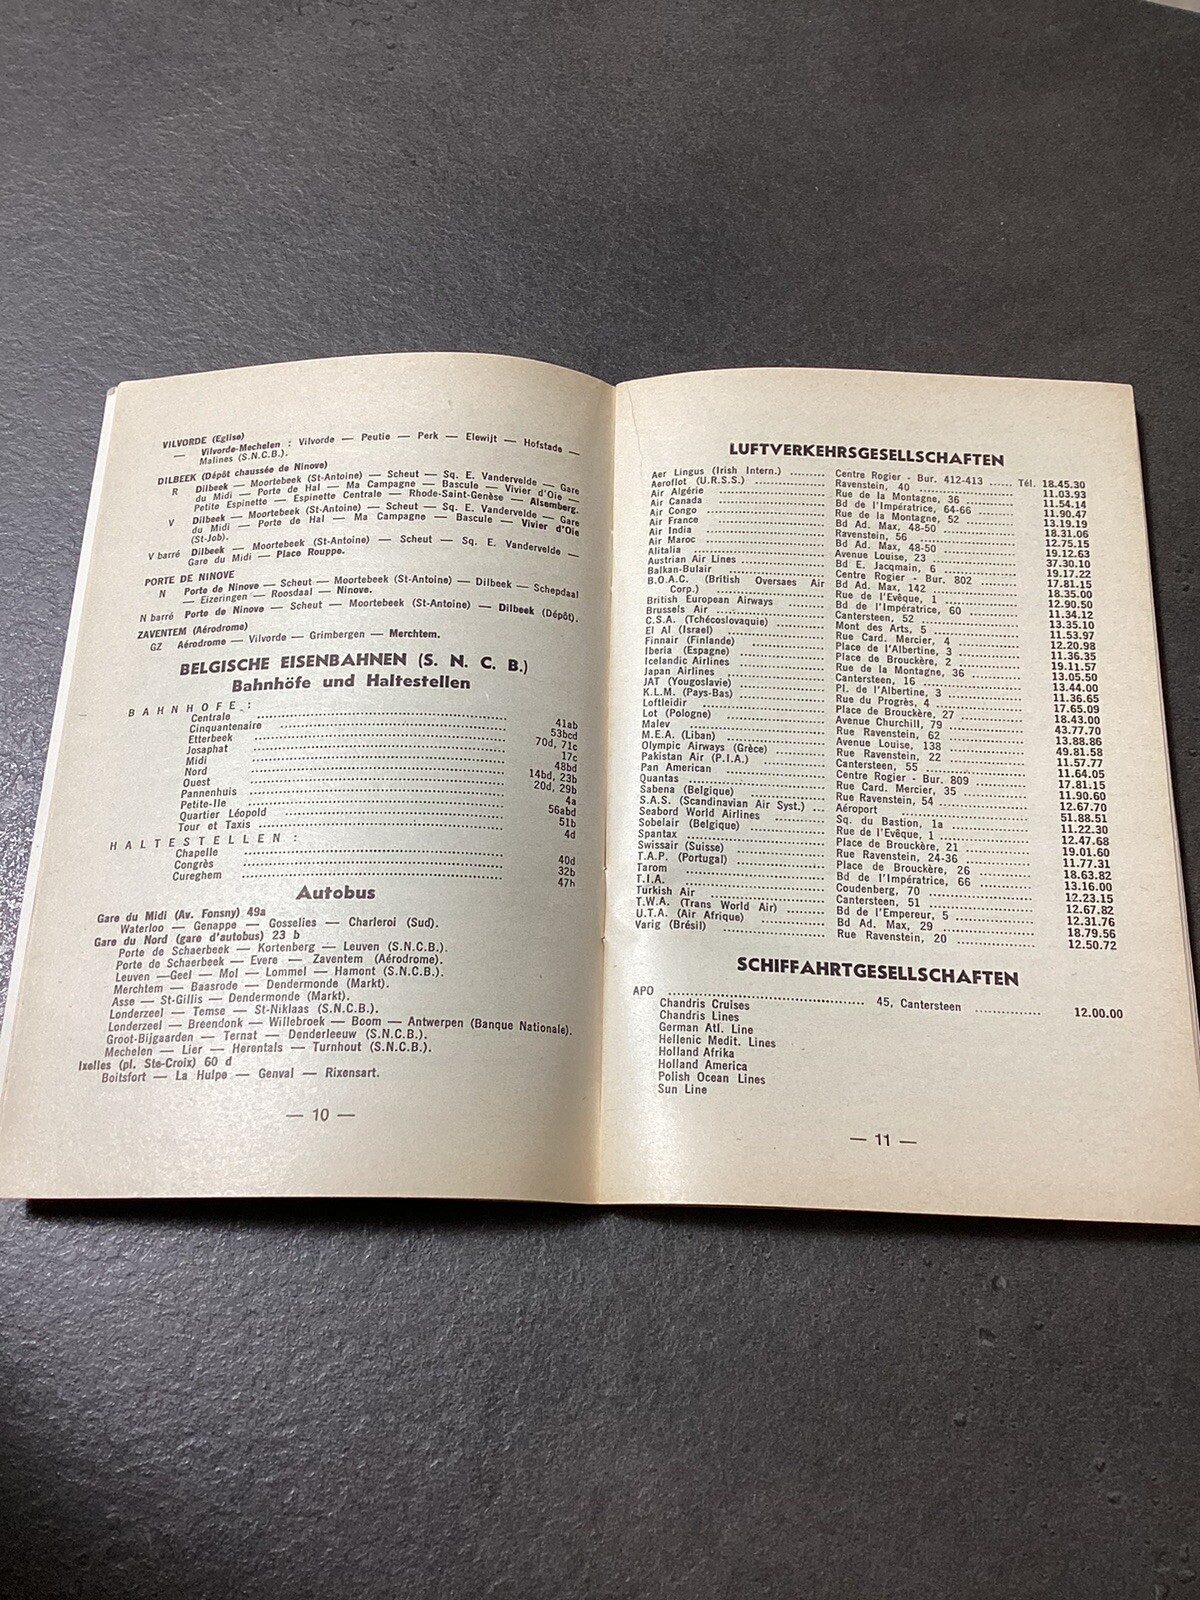 VILVORDE (Eglise)
— Vilvorde-Mechelen : Vilvorde — Peutie — Perk — Elewijt — Hofstade —
Malines (S.N.C.B.).
DILBEEK (Dépôt chaussée de Ninove)
R Dilbeek — Moortebeek (St-Antoine) — Scheut — Sq. E. Vandervelde — Gare
du Midi — Porte de Hal — Ma Campagne — Bascule — Vivier d'Oie —
Petite Espinette — Espinette Centrale — Rhode-Saint-Genèse — Alsemberg.
V Dilbeek — Moortebeek (St-Antoine) — Scheut — Sq. E. Vandervelde — Gare
du Midi — Porte de Hal — Ma Campagne — Bascule — Vivier d'Oie
(St-Job).
V barré Dilbeek — Moortebeek (St-Antoine) — Scheut — Sq. E. Vandervelde —
Gare du Midi — Place Rouppe.
PORTE DE NINOVE
N Porte de Ninove — Scheut — Moortebeek (St-Antoine) — Dilbeek — Schepdaal
— Eizeringen — Roosdaal — Ninove.
N barré Porte de Ninove — Scheut — Moortebeek (St-Antoine) — Dilbeek (Dépôt).
ZAVENTEM (Aérodrome)
GZ Aérodrome — Vilvorde — Grimbergen — Merchtem.
BELGISCHE EISENBAHNEN (S. N. C. B.)
Bahnhöfe und Haltestellen
BAHNHOFE :
Centrale 41ab
Cinquantenaire 53bcd
Etterbeek 70d, 71c
Josaphat 17c
Midi 48bd
Nord 14bd, 23b
Ouest 20d, 29b
Pannenhuis 4a
Petite-Ile 56abd
Quartier Léopold 51b
Tour et Taxis 4d
HALTESTELLEN :
Chapelle 40d
Congrès 32b
Cureghem 47h
Autobus
Gare du Midi (Av. Fonsny) 49a
Waterloo — Genappe — Gosselies — Charleroi (Sud).
Gare du Nord (gare d'autobus) 23 b
Porte de Schaerbeek — Kortenberg — Leuven (S.N.C.B.).
Porte de Schaerbeek — Evere — Zaventem (Aérodrome).
Leuven — Geel — Mol — Lommel — Hamont (S.N.C.B.).
Merchtem — Baasrode — Dendermonde (Markt).
Asse — St-Gillis — Dendermonde (Markt).
Londerzeel — Temse — St-Niklaas (S.N.C.B.).
Londerzeel — Breendonk — Willebroek — Boom — Antwerpen (Banque Nationale).
Groot-Bijgaarden — Ternat — Denderleeuw (S.N.C.B.).
Mechelen — Lier — Herentals — Turnhout (S.N.C.B.).
Ixelles (pl. Ste-Croix) 60 d
Boitsfort — La Hulpe — Genval — Rixensart.
— 10 —
LUFTVERKEHRSGESELLSCHAFTEN
Aer Lingus (Irish Intern.) Centre Rogier - Bur. 412-413 Tél. 18.45.30
Aeroflot (U.R.S.S.) Ravenstein, 40 11.03.93
Air Algérie Rue de la Montagne, 36 11.54.14
Air Canada Bd de l'Impératrice, 64-66 11.90.47
Air Congo Rue de la Montagne, 52 13.19.19
Air France Bd Ad. Max, 48-50 18.31.06
Air India Ravenstein, 56 12.75.15
Air Maroc Bd Ad. Max, 48-50 19.12.63
Alitalia Avenue Louise, 23 37.30.10
Austrian Air Lines Bd E. Jacqmain, 6 19.17.22
Balkan-Bulair Centre Rogier - Bur. 802 17.81.15
B.O.A.C. (British Oversaes Air Bd Ad. Max, 142 18.35.00
Corp.) Rue de l'Evêque, 1 12.90.50
British European Airways Bd de l'Impératrice, 60 11.34.12
Brussels Air Cantersteen, 52 13.35.10
C.S.A. (Tchécoslovaquie) Mont des Arts, 5 11.53.97
El Al (Israel) Rue Card. Mercier, 4 12.20.98
Finnair (Finlande) Place de l'Albertine, 3 11.36.35
Iberia (Espagne) Place de Brouckère, 2 19.11.57
Icelandic Airlines Rue de la Montagne, 36 13.05.50
Japan Airlines Cantersteen, 16 13.44.00
JAT (Yougoslavie) Pl. de l'Albertine, 3 11.36.65
K.L.M. (Pays-Bas) Rue du Progrès, 4 17.65.09
Loftleidir Place de Brouckère, 27 18.43.00
Lot (Pologne) Avenue Churchill, 79 43.77.70
Malev Rue Ravenstein, 62 13.88.86
M.E.A. (Liban) Avenue Louise, 138 49.81.58
Olympic Airways (Grèce) Rue Ravenstein, 22 11.57.77
Pakistan Air (P.I.A.) Cantersteen, 55 11.64.05
Pan American Centre Rogier - Bur. 809 17.81.15
Quantas Rue Card. Mercier, 35 11.90.60
Sabena (Belgique) Rue Ravenstein, 54 12.67.70
S.A.S. (Scandinavian Air Syst.) Aéroport 51.88.51
Seabord World Airlines Sq. du Bastion, 1a 11.22.30
Sobelair (Belgique) Rue de l'Evêque, 1 12.47.68
Spantax Place de Brouckère, 21 19.01.60
Swissair (Suisse) Rue Ravenstein, 24-36 11.77.31
T.A.P. (Portugal) Place de Brouckère, 26 18.63.82
Tarom Bd de l'Impératrice, 66 13.16.00
T.I.A. Coudenberg, 70 12.23.15
Turkish Air Cantersteen, 51 12.67.82
T.W.A. (Trans World Air) Bd de l'Empereur, 5 12.31.76
U.T.A. (Air Afrique) Bd Ad. Max, 29 18.79.56
Varig (Brésil) Rue Ravenstein, 20 12.50.72
SCHIFFAHRTGESELLSCHAFTEN
APO 45, Cantersteen 12.00.00
Chandris Cruises
Chandris Lines
German Atl. Line
Hellenic Medit. Lines
Holland Afrika
Holland America
Polish Ocean Lines
Sun Line
— 11 —